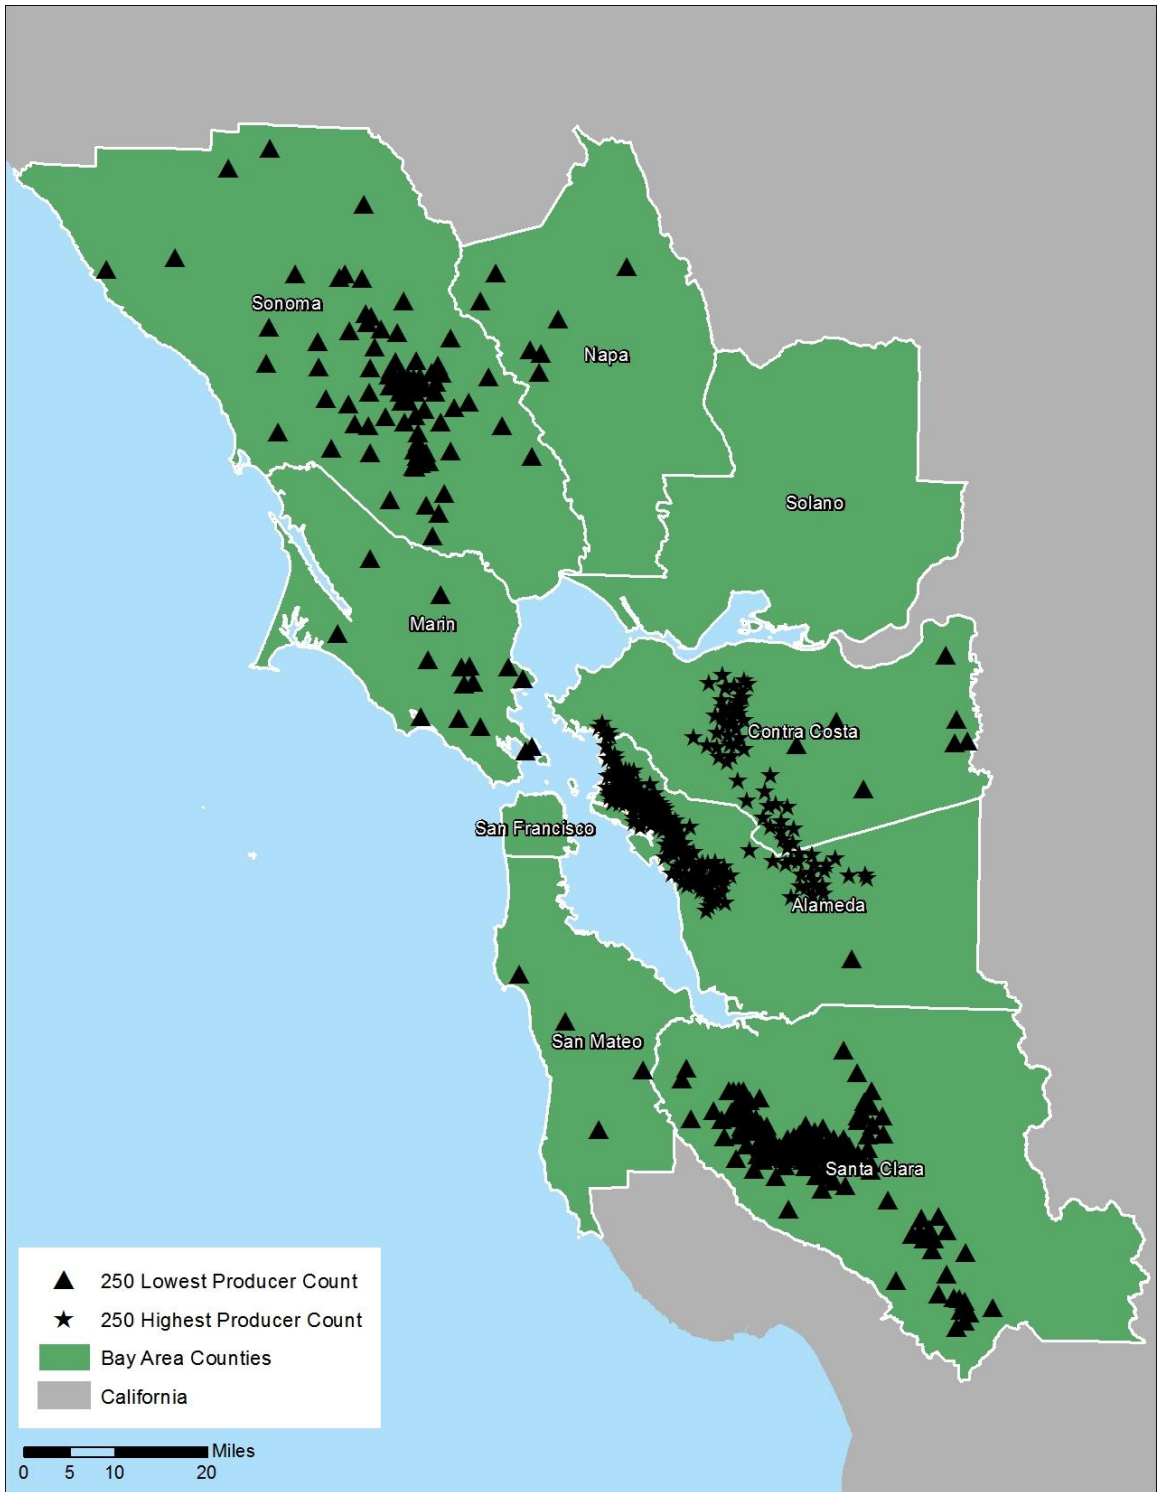 Sonoma
Napa
Solano
Marin
Contra Costa
San Francisco
Alameda
San Mateo
Santa Clara
250 Lowest Producer Count
250 Highest Producer Count
Bay Area Counties
California
Miles
0 5 10 20